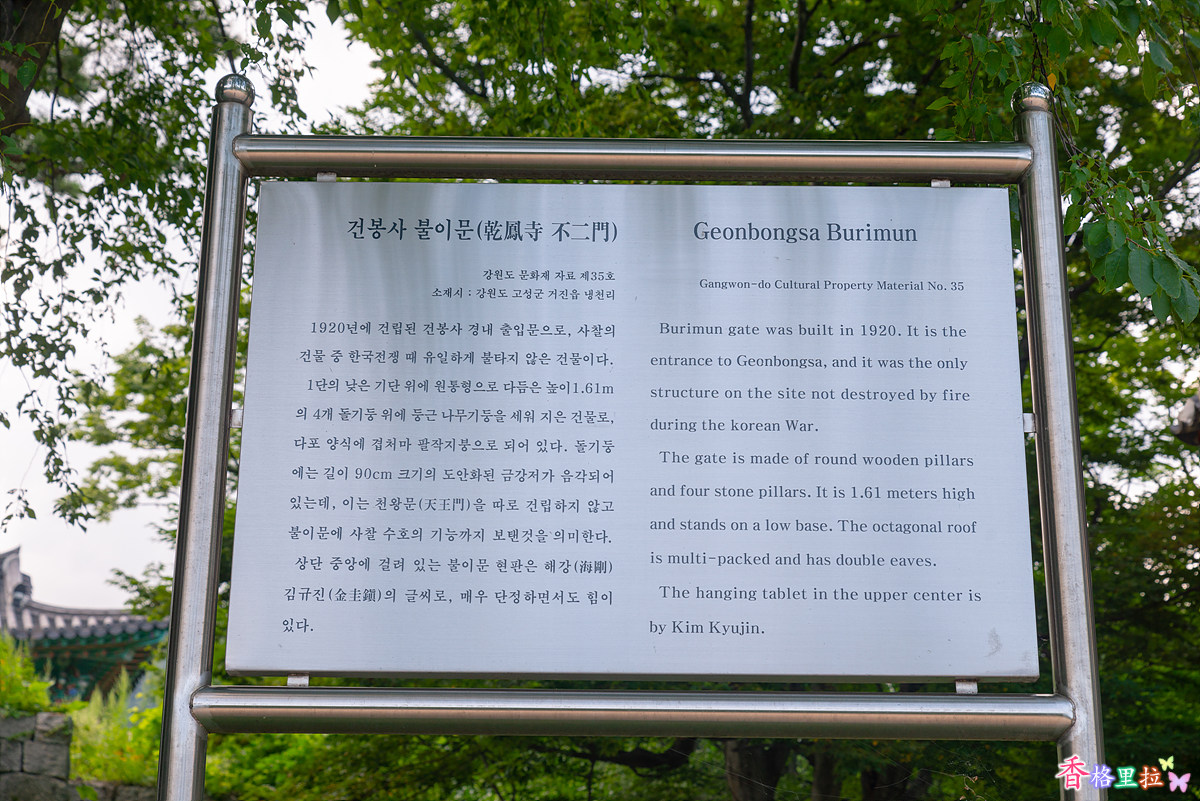 건봉사 불이문(乾鳳寺 不二門)
강원도 문화재 자료 제35호
소재시 ; 강원도 고성군 거진읍 냉천리
1920년에 건립된 건봉사 경내 출입문으로, 사찰의
건물 중 한국전쟁 때 유일하게 불타지 않은 건물이다.
1단의 낮은 기단 위에 원통형으로 다듬은 높이1.61m
의 4개 돌기둥 위에 둥근 나무기둥을 세워 지은 건물로,
다포 양식에 겹처마 팔작지붕으로 되어 있다. 돌기둥
에는 길이 90cm 크기의 도안화된 금강저가 음각되어
있는데, 이는 천왕문(天王門)을 따로 건립하지 않고
불이문에 사찰 수호의 기능까지 보탠것을 의미한다.
상단 중앙에 걸려 있는 불이문 현판은 해강(海剛)
김규진(金圭鎭)의 글씨로, 매우 단정하면서도 힘이
있다.
Geonbongsa Burimun
Gangwon-do Cultural Property Material No. 35
Burimun gate was built in 1920. It is the
entrance to Geonbongsa, and it was the only
structure on the site not destroyed by fire
during the korean War.
The gate is made of round wooden pillars
and four stone pillars. It is 1.61 meters high
and stands on a low base. The octagonal roof
is multi-packed and has double eaves.
The hanging tablet in the upper center is
by Kim Kyujin.
香格里拉